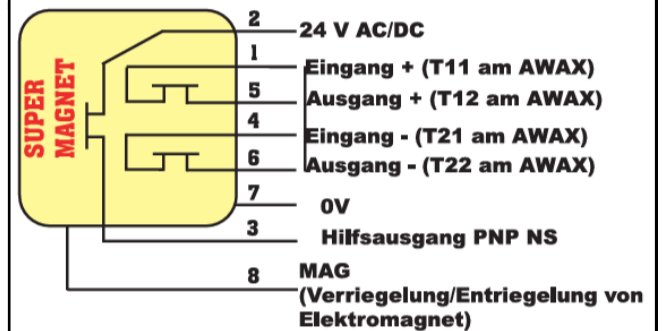 SUPER
MAGNET
2
24 V AC/DC
1
Eingang + (T11 am AWAX)
5
Ausgang + (T12 am AWAX)
4
Eingang - (T21 am AWAX)
6
Ausgang - (T22 am AWAX)
7
0V
3
Hilfsausgang PNP NS
8
MAG
(Verriegelung/Entriegelung von
Elektromagnet)